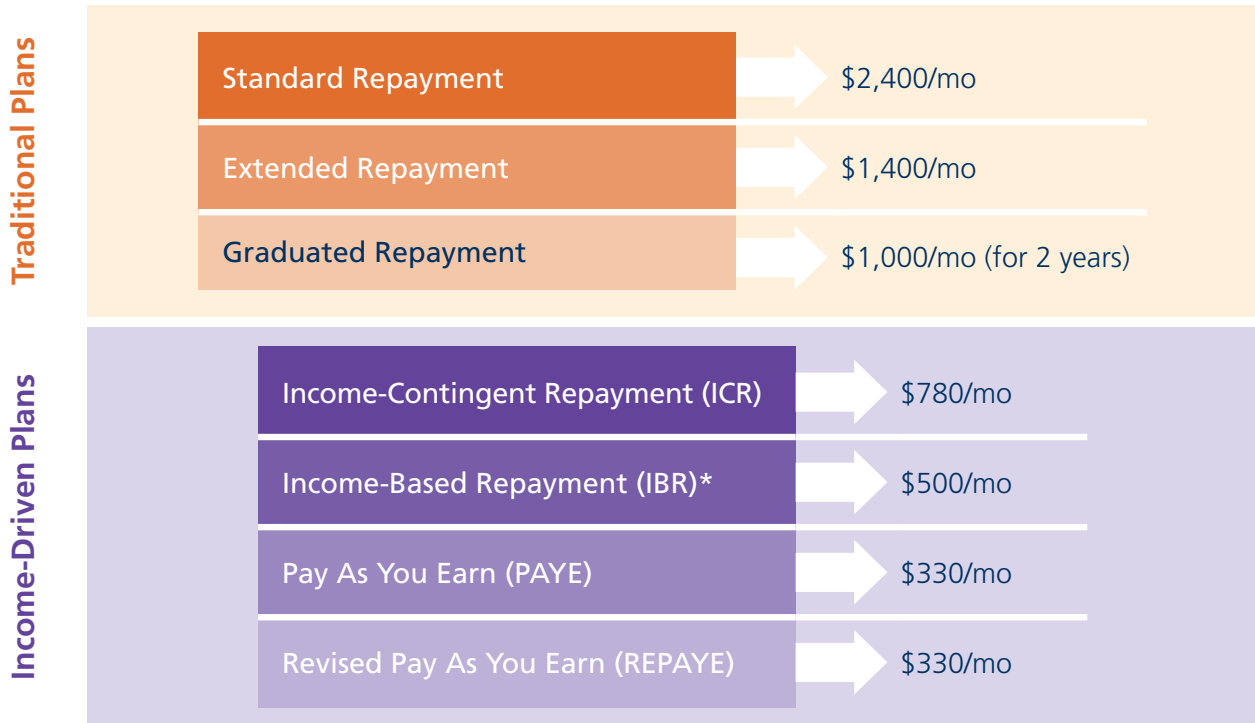 Traditional Plans
Standard Repayment
$2,400/mo
Extended Repayment
$1,400/mo
Graduated Repayment
$1,000/mo (for 2 years)
Income-Driven Plans
Income-Contingent Repayment (ICR)
$780/mo
Income-Based Repayment (IBR)*
$500/mo
Pay As You Earn (PAYE)
$330/mo
Revised Pay As You Earn (REPAYE)
$330/mo